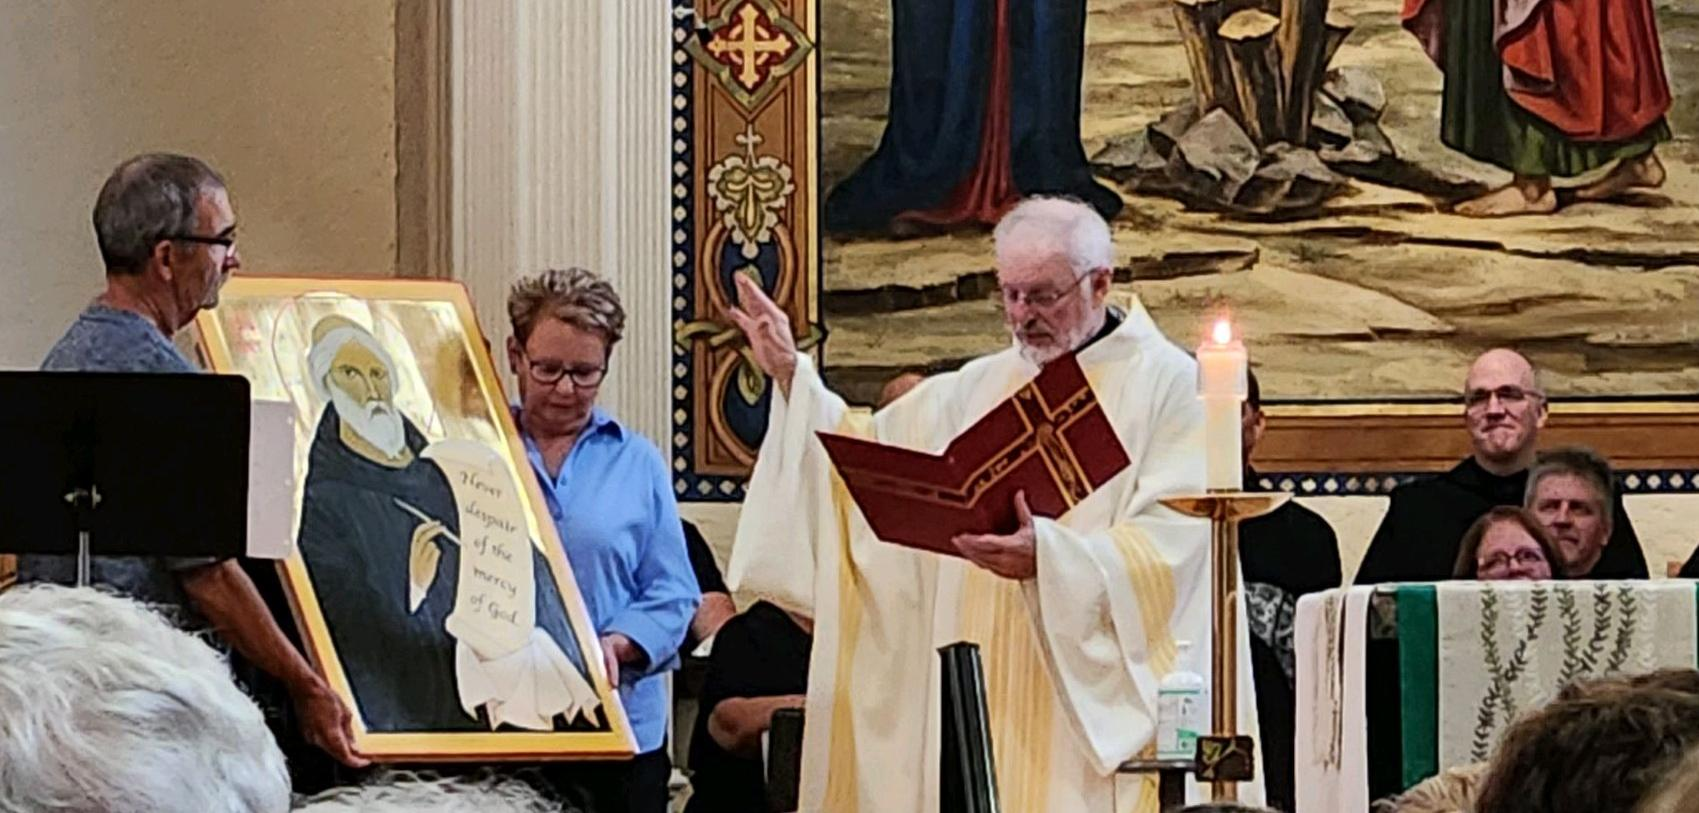 Never
despair
of the
mercy
of God